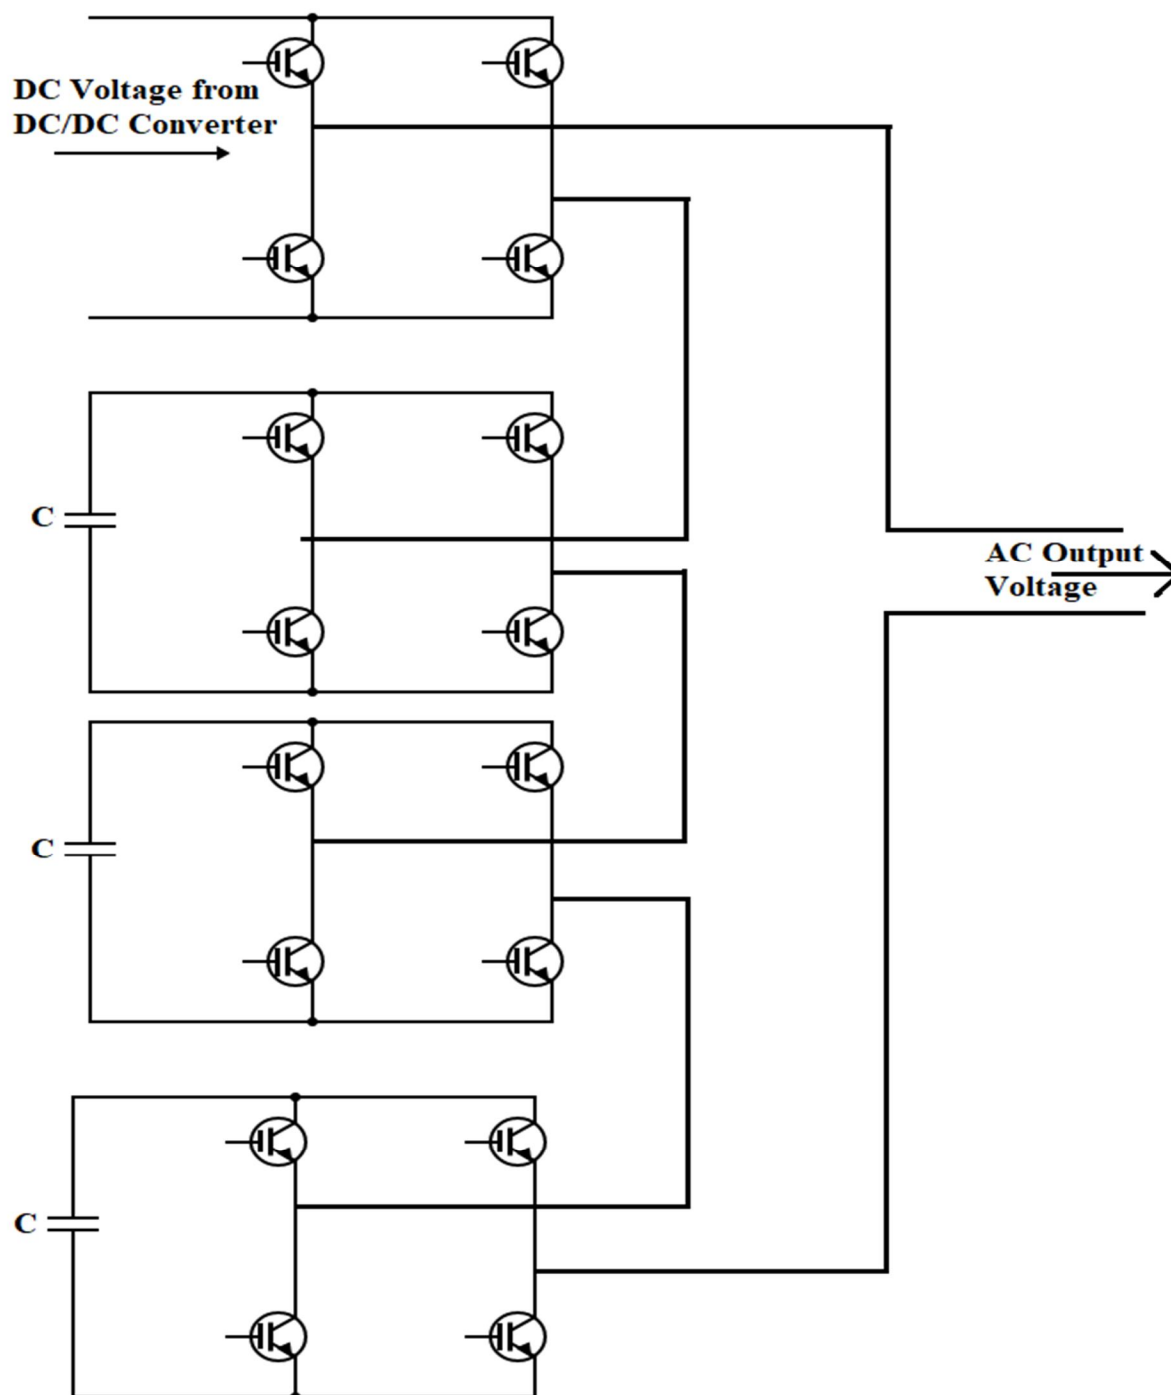 DC Voltage from
DC/DC Converter
C
AC Output
Voltage
C
C